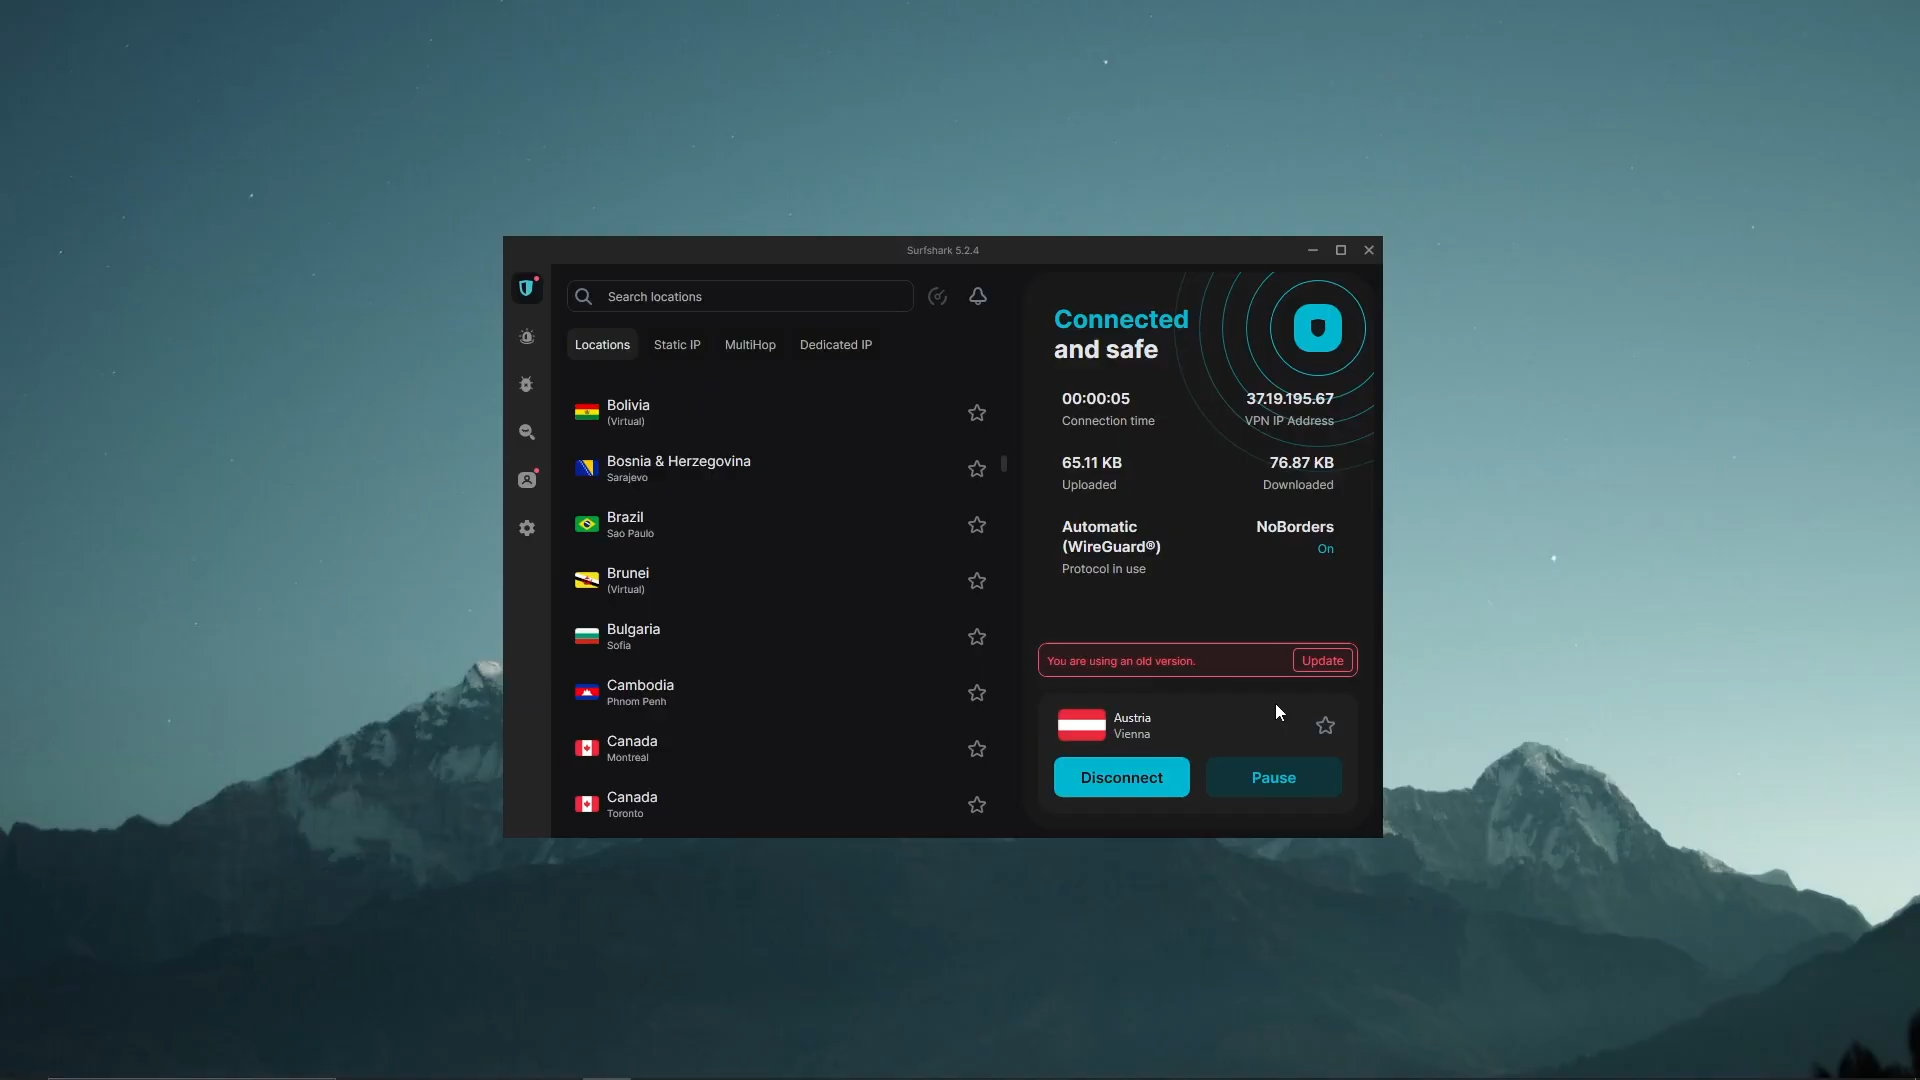 Surfshark 5.2.4
Search locations
Locations
Static IP
MultiHop
Dedicated IP
Bolivia
(Virtual)
Bosnia & Herzegovina
Sarajevo
Brazil
Sao Paulo
Brunei
(Virtual)
Bulgaria
Sofia
Cambodia
Phnom Penh
Canada
Montreal
Canada
Toronto
Connected
and safe
00:00:05
Connection time
37.19.195.67
VPN IP Address
65.11 KB
Uploaded
76.87 KB
Downloaded
Automatic
(WireGuard®)
Protocol in use
NoBorders
On
You are using an old version.
Update
Austria
Vienna
Disconnect
Pause